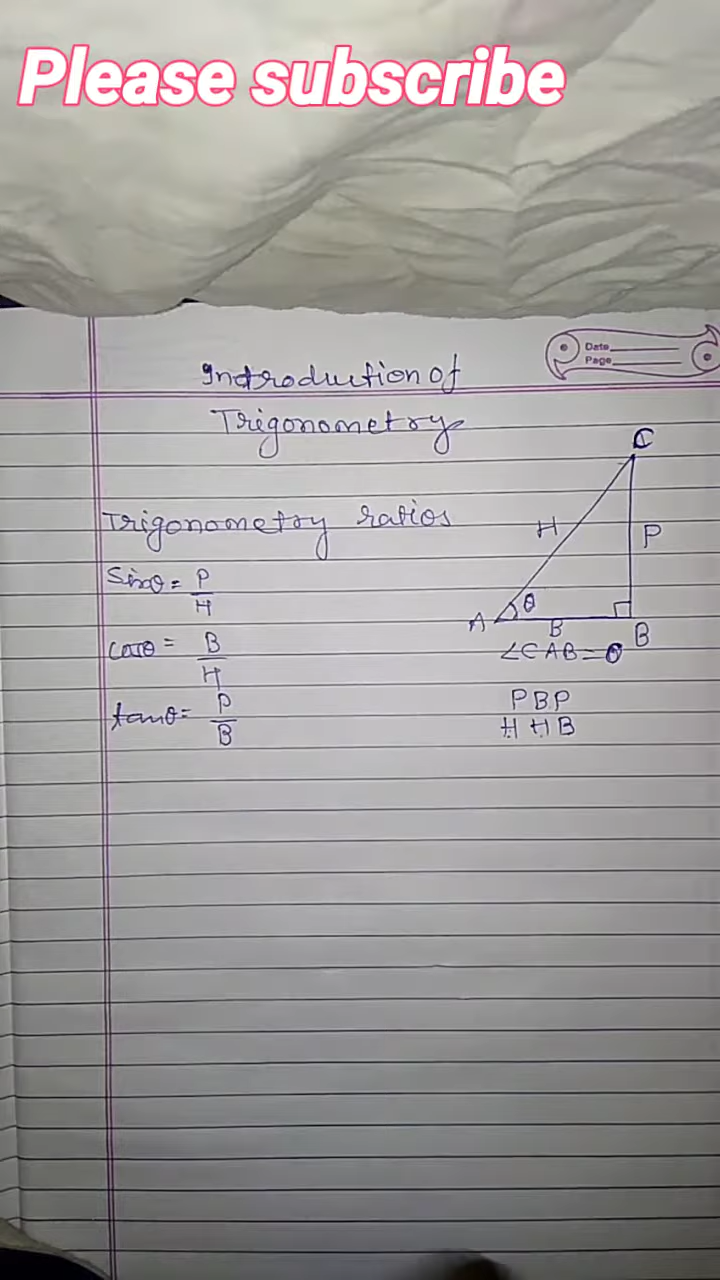 Please subscribe
Date
Page
Introduction of
Trigonometry
Trigonometry ratios
Sinθ = P/H
cosθ = B/H
tanθ = P/B
C
H
P
A
θ
B
B
∠CAB = θ
P B P
H H B